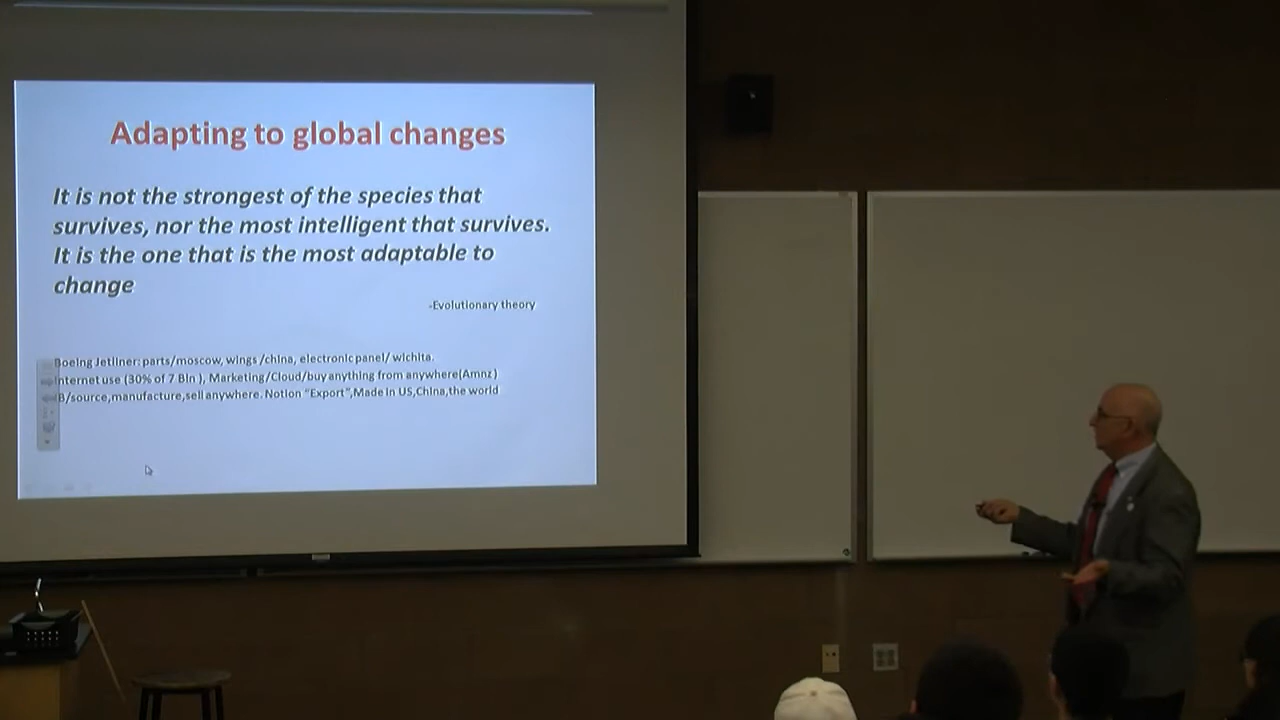 Adapting to global changes
It is not the strongest of the species that
survives, nor the most intelligent that survives.
It is the one that is the most adaptable to
change
-Evolutionary theory
Boeing Jetliner: parts/moscow, wings /china, electronic panel/ wichita.
Internet use (30% of 7 Bln ), Marketing/Cloud/buy anything from anywhere(Amnz)
IB/source,manufacture,sell anywhere. Notion "Export",Made in US,China,the world